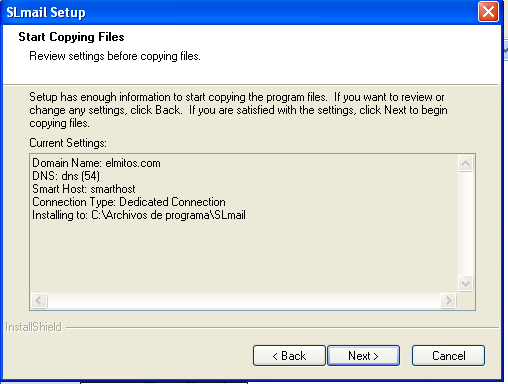 SLmail Setup
Start Copying Files
Review settings before copying files.
Setup has enough information to start copying the program files. If you want to review or
change any settings, click Back. If you are satisfied with the settings, click Next to begin
copying files.
Current Settings:
Domain Name: elmitos.com
DNS: dns (54)
Smart Host: smarthost
Connection Type: Dedicated Connection
Installing to: C:\Archivos de programa\SLmail
InstallShield
< Back Next > Cancel